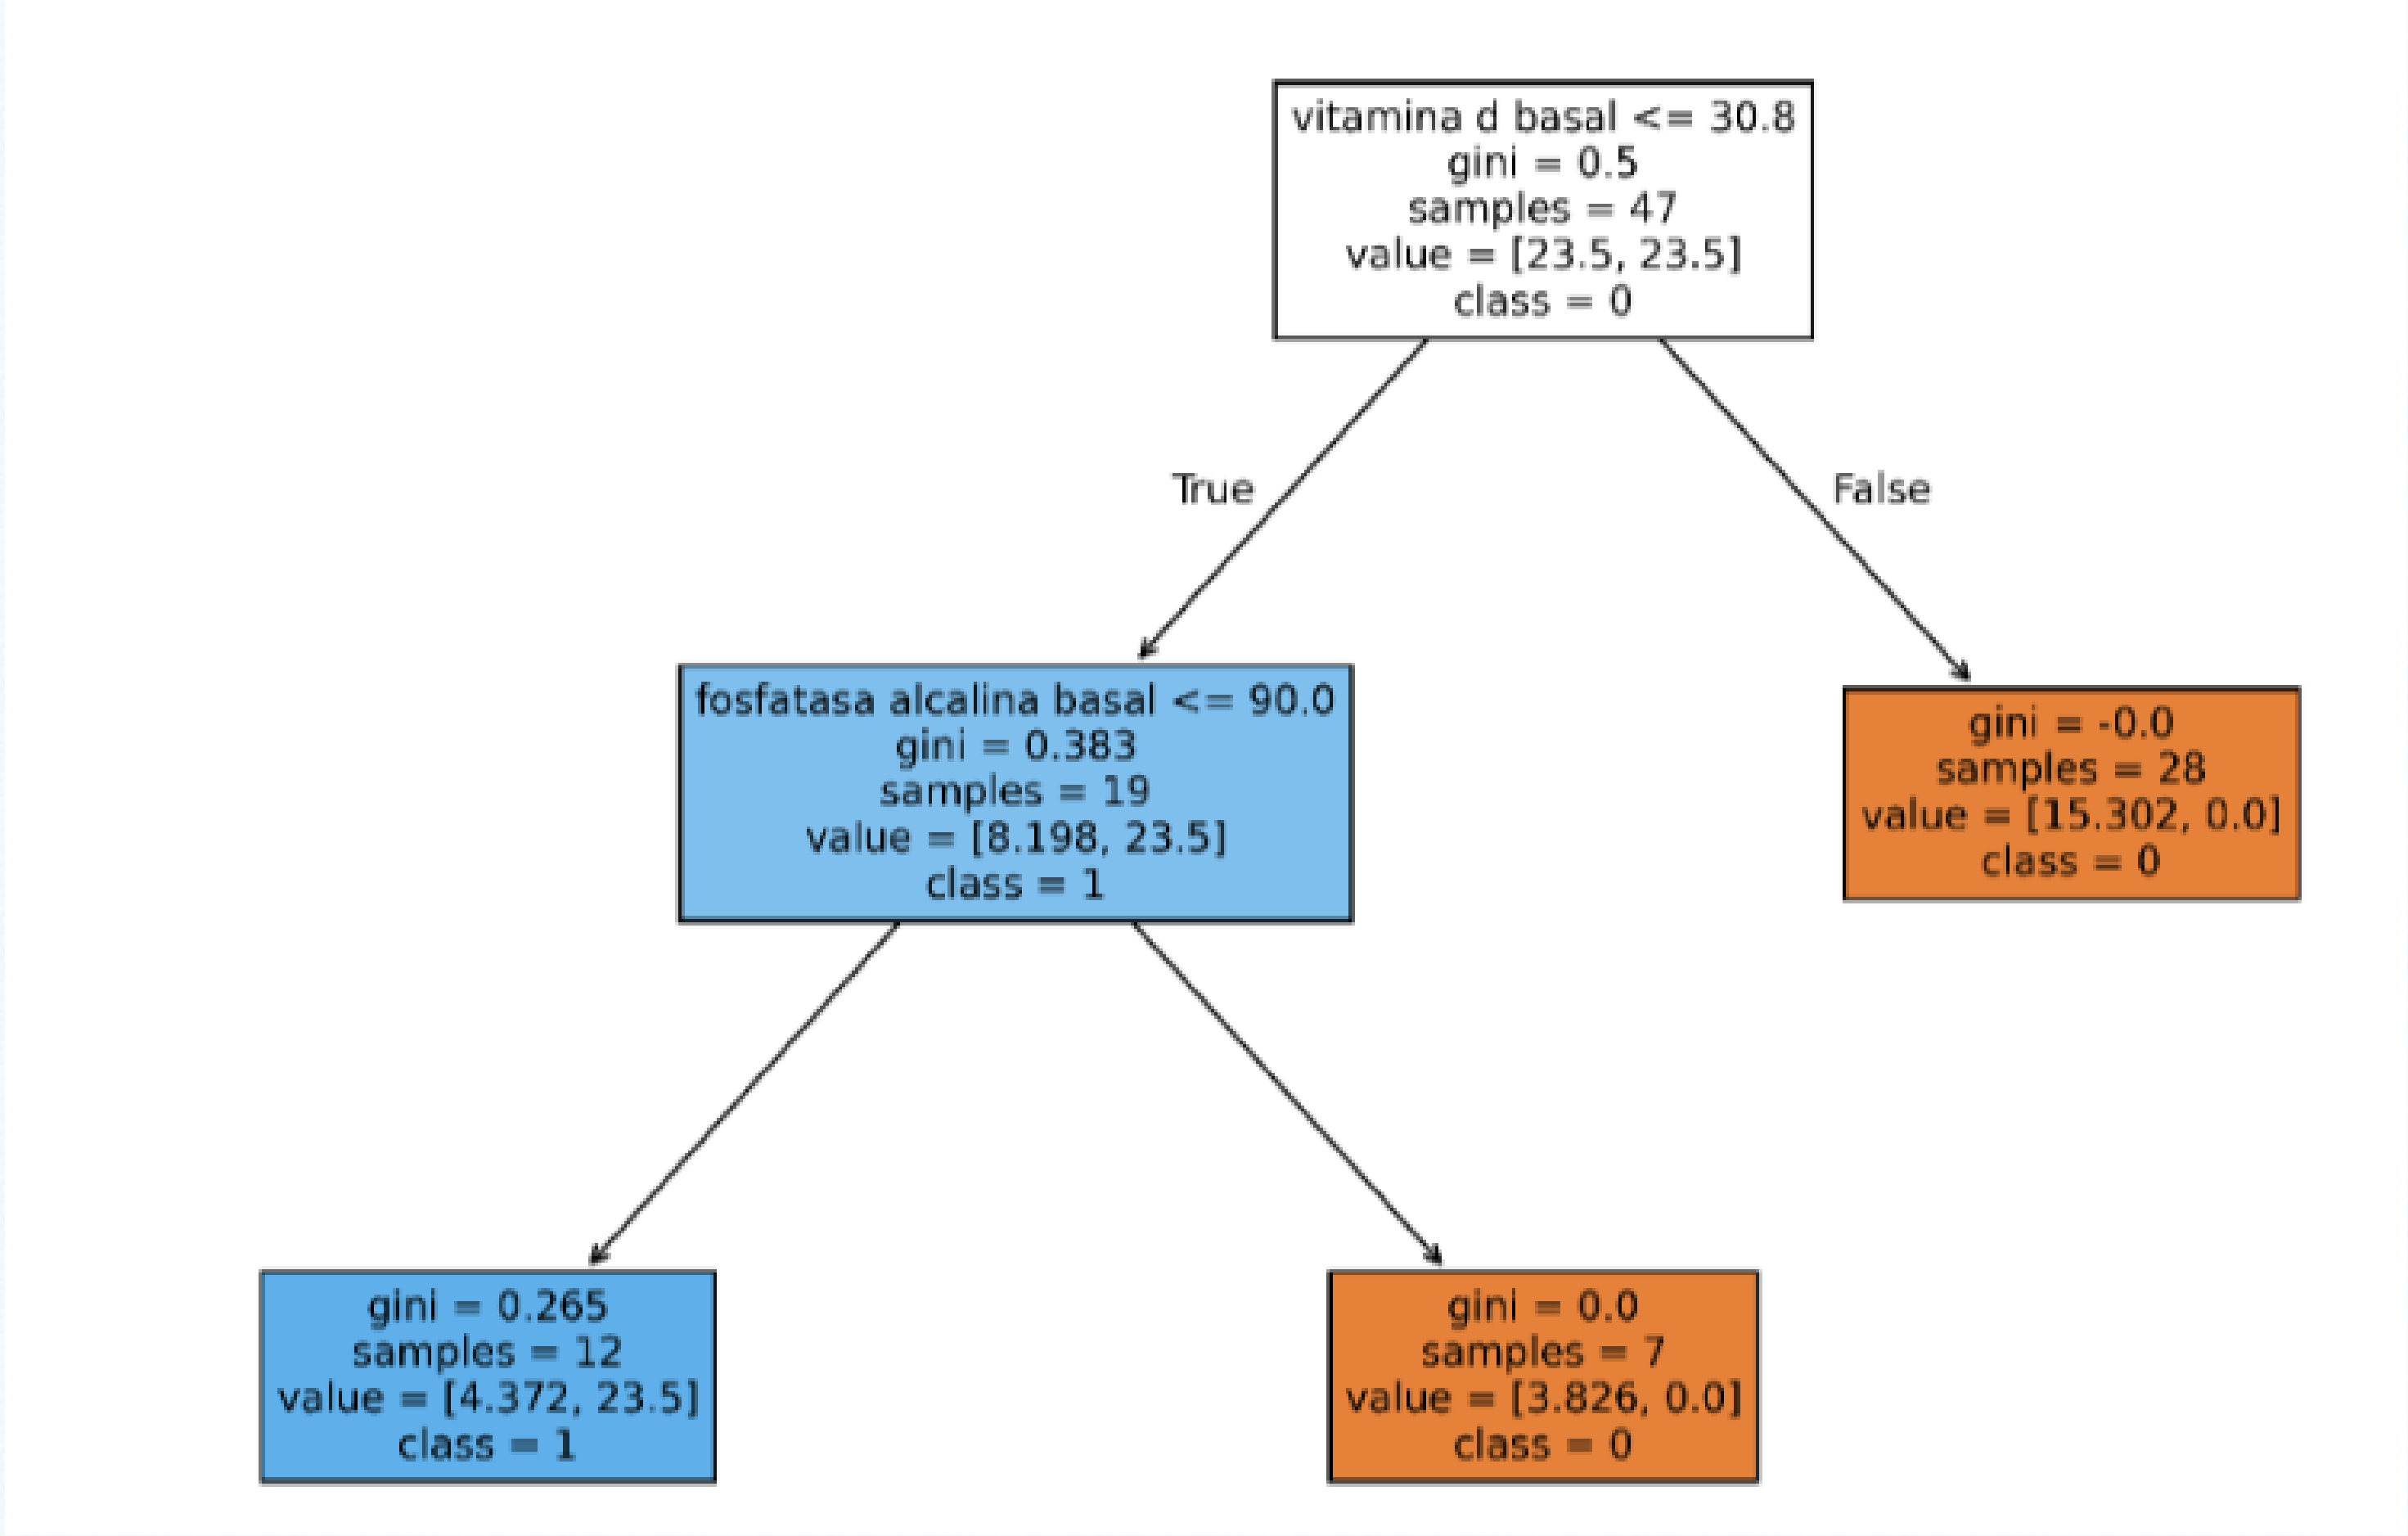 vitamina d basal <= 30.8
gini = 0.5
samples = 47
value = [23.5, 23.5]
class = 0
True
False
fosfatasa alcalina basal <= 90.0
gini = 0.383
samples = 19
value = [8.198, 23.5]
class = 1
gini = -0.0
samples = 28
value = [15.302, 0.0]
class = 0
gini = 0.265
samples = 12
value = [4.372, 23.5]
class = 1
gini = 0.0
samples = 7
value = [3.826, 0.0]
class = 0